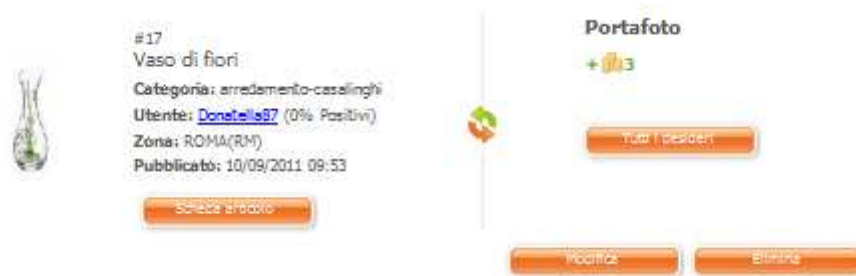 #17
Vaso di fiori
Categoria: arredamento-casalinghi
Utente: Donatella87 (0% Positivi)
Zona: ROMA(RM)
Pubblicato: 10/09/2011 09:53
Scheda articolo
Portafoto
+ 3
Tutti i desideri
Modifica
Elimina